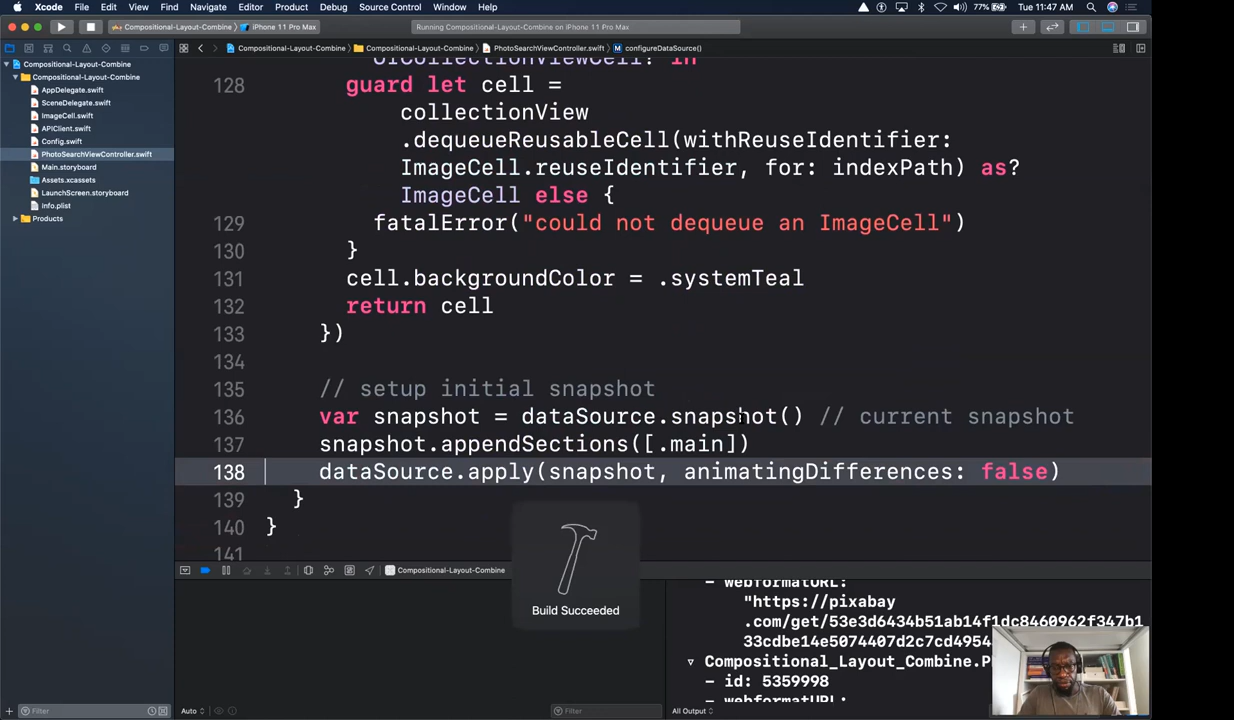 Xcode File Edit View Find Navigate Editor Product Debug Source Control Window Help
77% Tue 11:47 AM
Compositional-Layout-Combine iPhone 11 Pro Max
Running Compositional-Layout-Combine on iPhone 11 Pro Max
Compositional-Layout-Combine Compositional-Layout-Combine PhotoSearchViewController.swift M configureDataSource()
Compositional-Layout-Combine
Compositional-Layout-Combine
AppDelegate.swift
SceneDelegate.swift
ImageCell.swift
APIClient.swift
Config.swift
PhotoSearchViewController.swift
Main.storyboard
Assets.xcassets
LaunchScreen.storyboard
Info.plist
Products
UICollectionViewCell? in
128 guard let cell =
collectionView
.dequeueReusableCell(withReuseIdentifier:
ImageCell.reuseIdentifier, for: indexPath) as?
ImageCell else {
129 fatalError("could not dequeue an ImageCell")
130 }
131 cell.backgroundColor = .systemTeal
132 return cell
133 })
134
135 // setup initial snapshot
136 var snapshot = dataSource.snapshot() // current snapshot
137 snapshot.appendSections([.main])
138 dataSource.apply(snapshot, animatingDifferences: false)
139 }
140 }
141
Build Succeeded
Compositional-Layout-Combine
- webformatURL:
"https://pixabay
.com/get/53e3d6434b51ab14f1dc8460962f347b1
33cdbe14e5074407d2c7cd4954
▿ Compositional_Layout_Combine.P
- id: 5359998
- webformatURL:
Filter
Auto
Filter
All Output